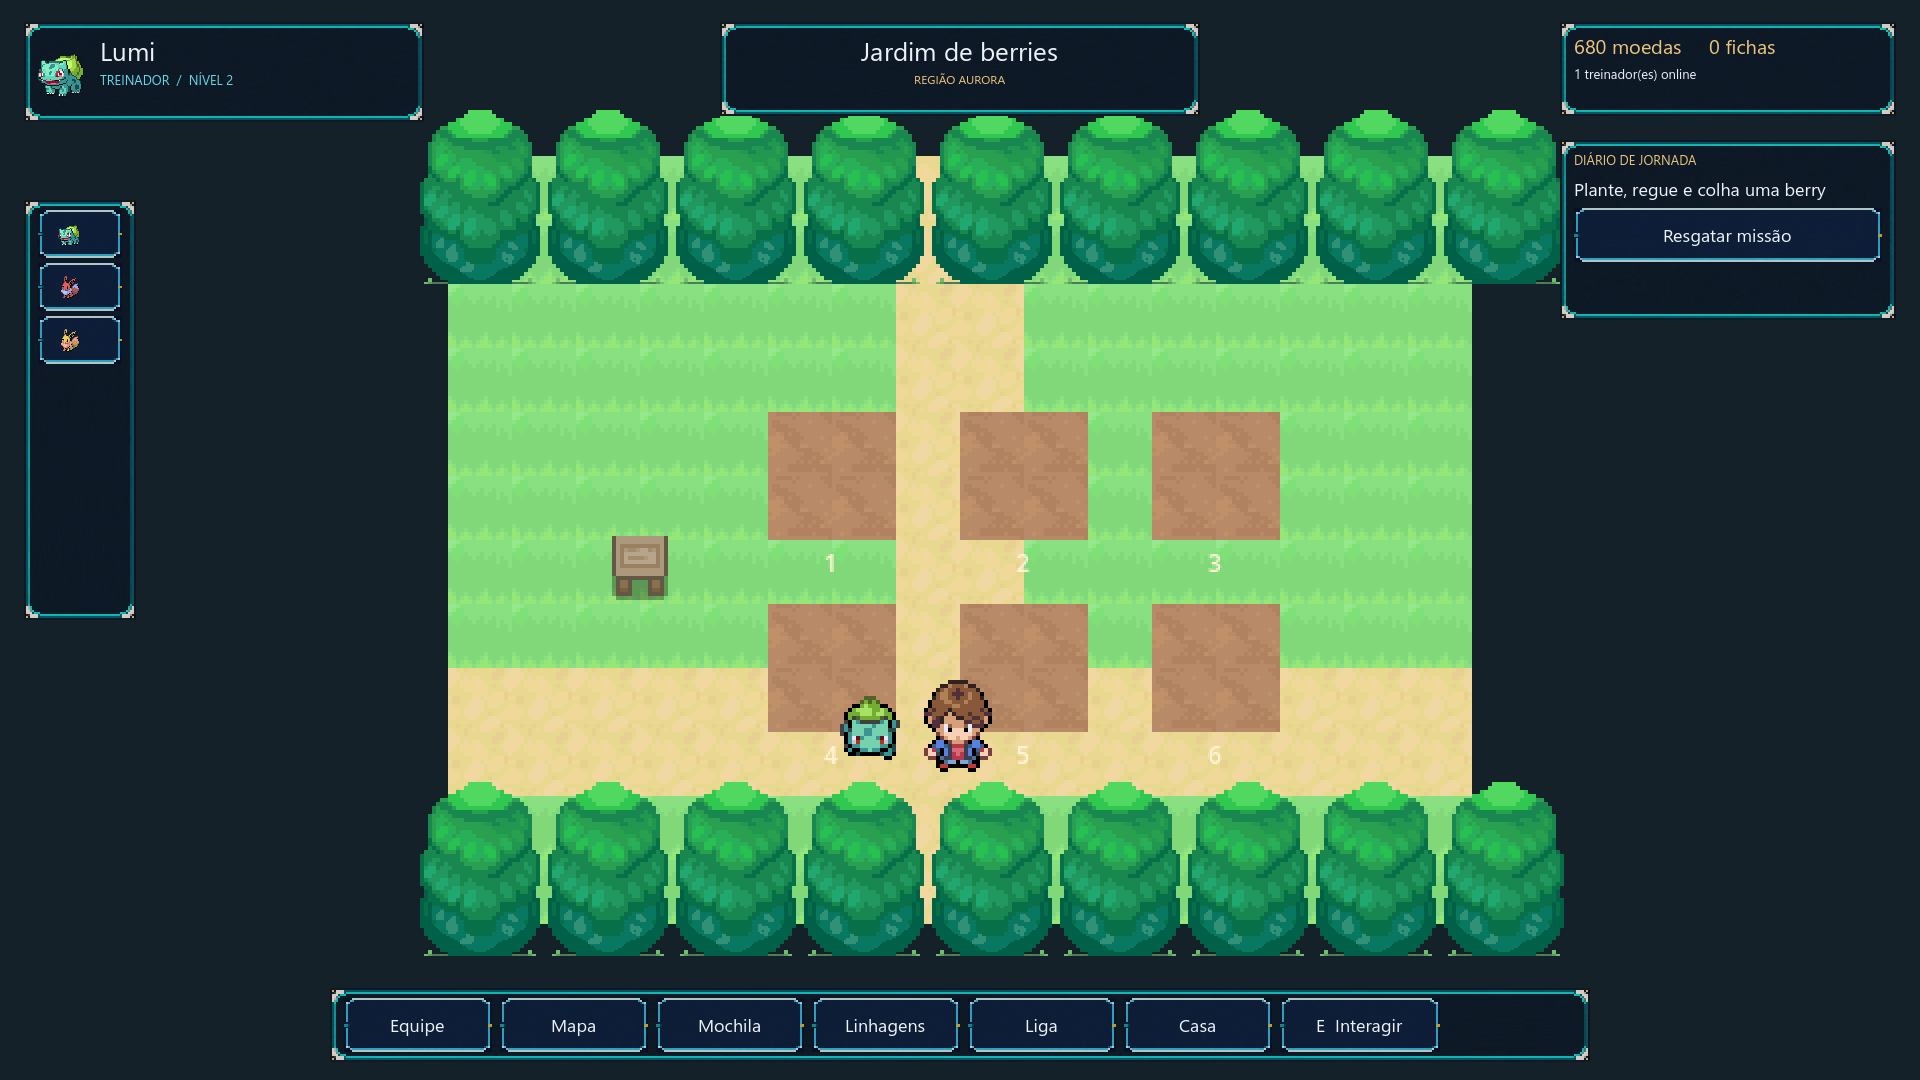 Lumi
TREINADOR / NÍVEL 2
Jardim de berries
REGIÃO AURORA
680 moedas 0 fichas
1 treinador(es) online
DIÁRIO DE JORNADA
Plante, regue e colha uma berry
Resgatar missão
1
2
3
4
5
6
Equipe
Mapa
Mochila
Linhagens
Liga
Casa
E Interagir